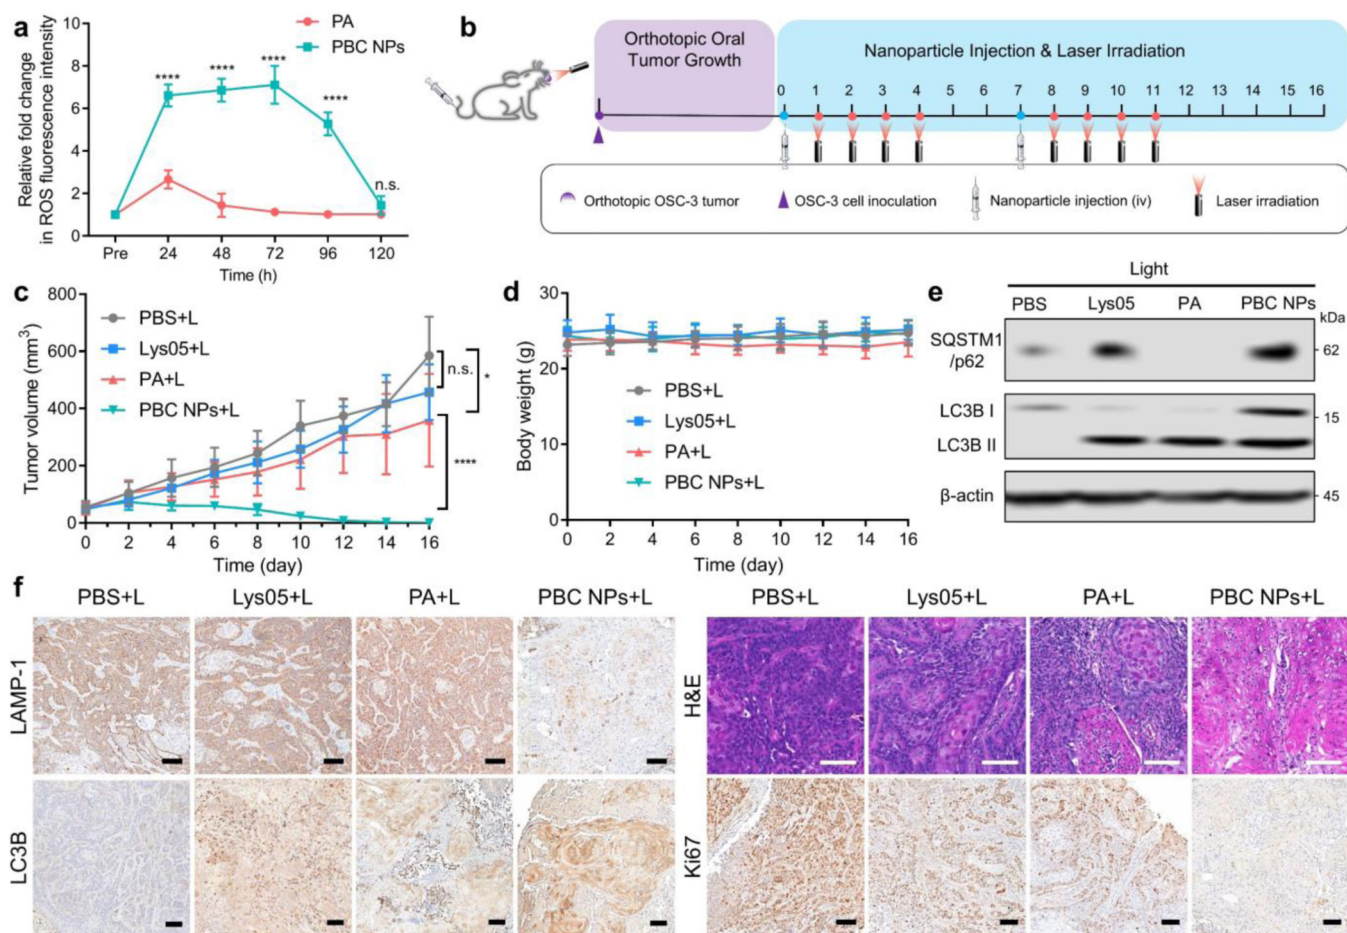 a
PA
PBC NPs
Relative fold change
in ROS fluorescence intensity
10
8
6
4
2
0
****
****
****
****
n.s.
Pre
24
48
72
96
120
Time (h)
b
Orthotopic Oral
Tumor Growth
Nanoparticle Injection & Laser Irradiation
0 1 2 3 4 5 6 7 8 9 10 11 12 13 14 15 16
Orthotopic OSC-3 tumor
OSC-3 cell inoculation
Nanoparticle injection (iv)
Laser irradiation
c
Tumor volume (mm3)
800
600
400
200
0
PBS+L
Lys05+L
PA+L
PBC NPs+L
n.s.
*
****
0 2 4 6 8 10 12 14 16
Time (day)
d
Body weight (g)
30
20
10
0
PBS+L
Lys05+L
PA+L
PBC NPs+L
0 2 4 6 8 10 12 14 16
Time (day)
e
Light
PBS Lys05 PA PBC NPs
kDa
SQSTM1
/p62
62
LC3B I
15
LC3B II
β-actin
45
f
PBS+L Lys05+L PA+L PBC NPs+L
LAMP-1
LC3B
PBS+L Lys05+L PA+L PBC NPs+L
H&E
Ki67